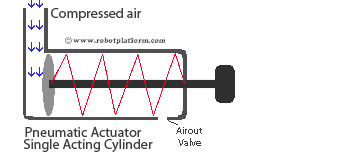 Compressed air
© www.robotplatform.com
Pneumatic Actuator
Single Acting Cylinder
Airout
Valve